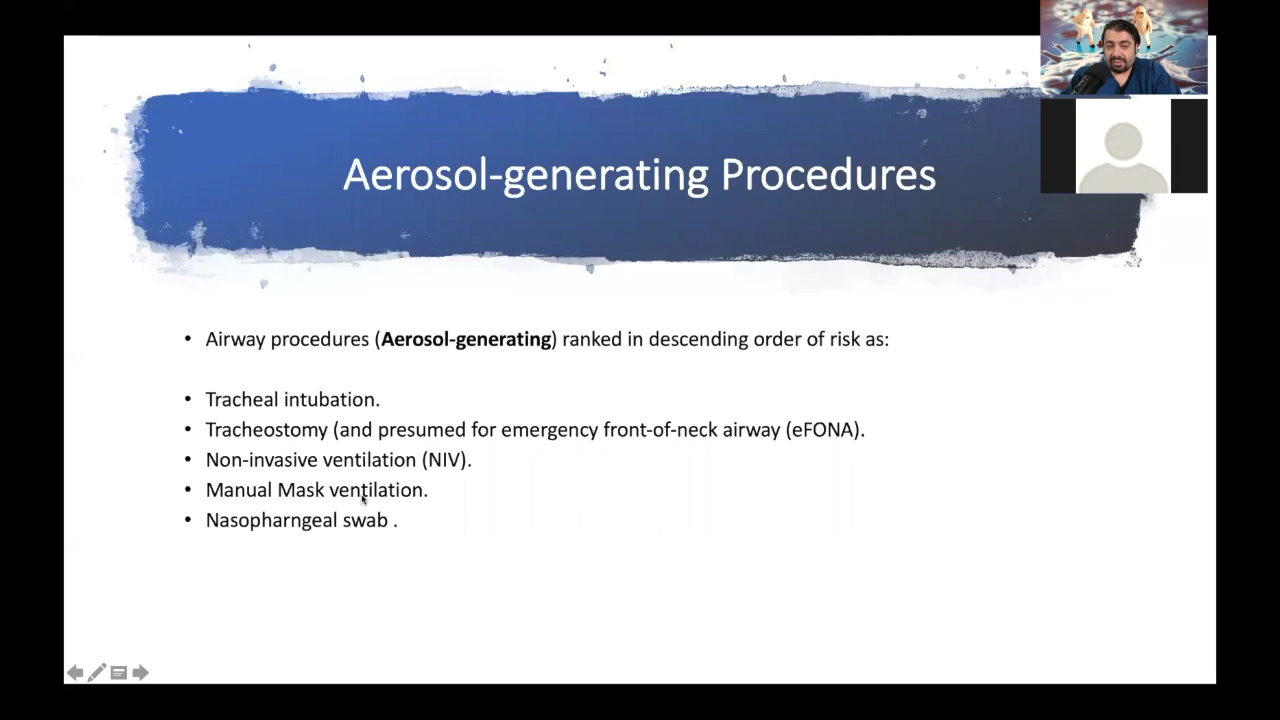 Aerosol-generating Procedures
• Airway procedures (Aerosol-generating) ranked in descending order of risk as:
• Tracheal intubation.
• Tracheostomy (and presumed for emergency front-of-neck airway (eFONA).
• Non-invasive ventilation (NIV).
• Manual Mask ventilation.
• Nasopharngeal swab .